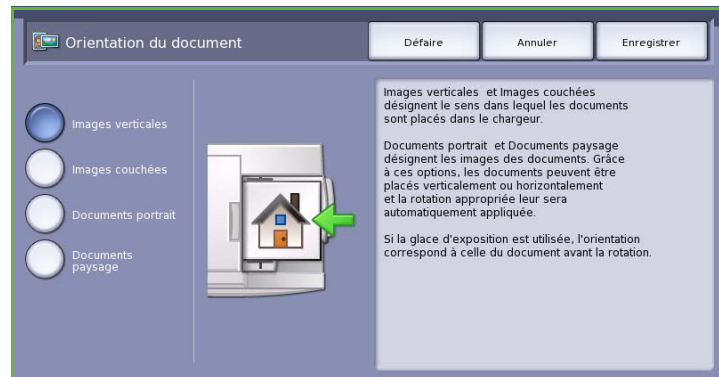 Orientation du document
Défaire
Annuler
Enregistrer
Images verticales
Images couchées
Documents portrait
Documents
paysage
Images verticales et Images couchées
désignent le sens dans lequel les documents
sont placés dans le chargeur.
Documents portrait et Documents paysage
désignent les images des documents. Grâce
à ces options, les documents peuvent être
placés verticalement ou horizontalement
et la rotation appropriée leur sera
automatiquement appliquée.
Si la glace d'exposition est utilisée, l'orientation
correspond à celle du document avant la rotation.